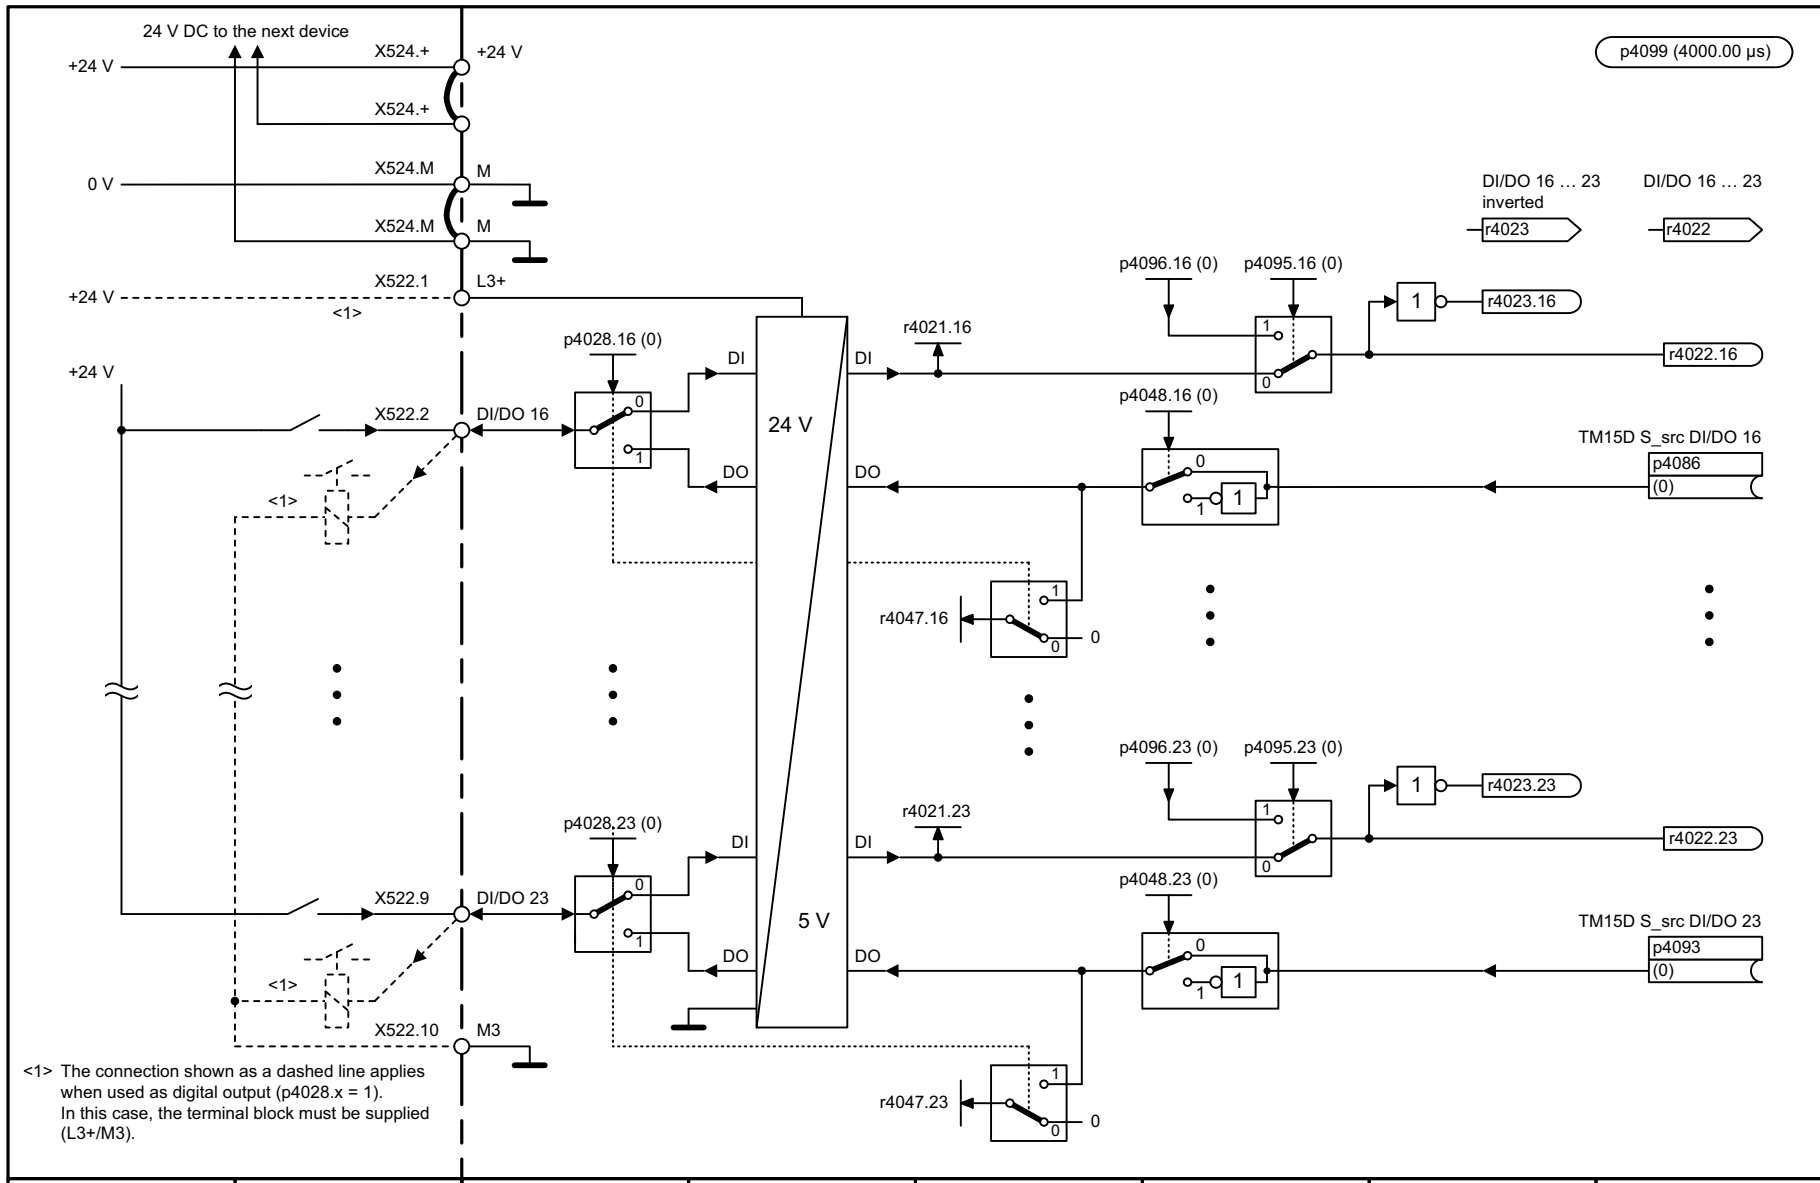 24 V DC to the next device
X524.+
+24 V
+24 V
p4099 (4000.00 µs)
X524.+
X524.M
M
0 V
X524.M
M
DI/DO 16 … 23
inverted
DI/DO 16 … 23
r4023
r4022
X522.1
L3+
+24 V
<1>
p4096.16 (0)
p4095.16 (0)
1
r4023.16
r4021.16
1
0
r4022.16
p4028.16 (0)
DI
DI
+24 V
X522.2
DI/DO 16
0
1
24 V
p4048.16 (0)
TM15D S_src DI/DO 16
p4086
(0)
DO
DO
0
1
1
<1>
r4047.16
1
0
0
p4096.23 (0)
p4095.23 (0)
1
r4023.23
r4021.23
1
0
r4022.23
p4028.23 (0)
DI
DI
X522.9
DI/DO 23
0
1
5 V
p4048.23 (0)
TM15D S_src DI/DO 23
p4093
(0)
DO
DO
0
1
1
<1>
X522.10
M3
r4047.23
1
0
0
<1> The connection shown as a dashed line applies
when used as digital output (p4028.x = 1).
In this case, the terminal block must be supplied
(L3+/M3).